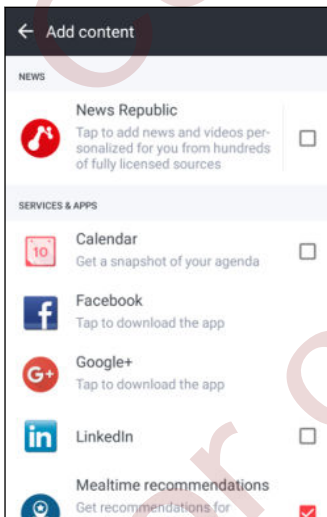 ← Add content
NEWS
News Republic
Tap to add news and videos per-
sonalized for you from hundreds
of fully licensed sources
SERVICES & APPS
10
Calendar
Get a snapshot of your agenda
f
Facebook
Tap to download the app
G+
Google+
Tap to download the app
in
LinkedIn
Mealtime recommendations
Get recommendations for